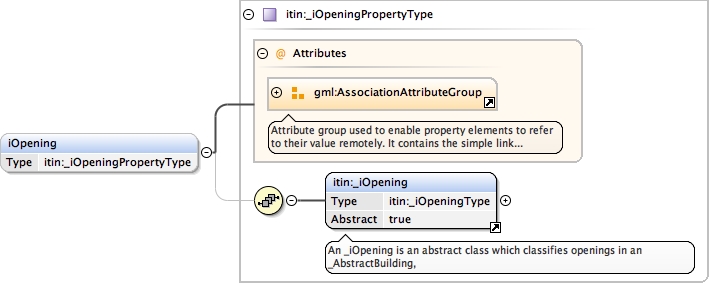 itin:_iOpeningPropertyType
@ Attributes
gml:AssociationAttributeGroup
Attribute group used to enable property elements to refer
to their value remotely. It contains the simple link...
iOpening
Type itin:_iOpeningPropertyType
itin:_iOpening
Type itin:_iOpeningType
Abstract true
An _iOpening is an abstract class which classifies openings in an
_AbstractBuilding,